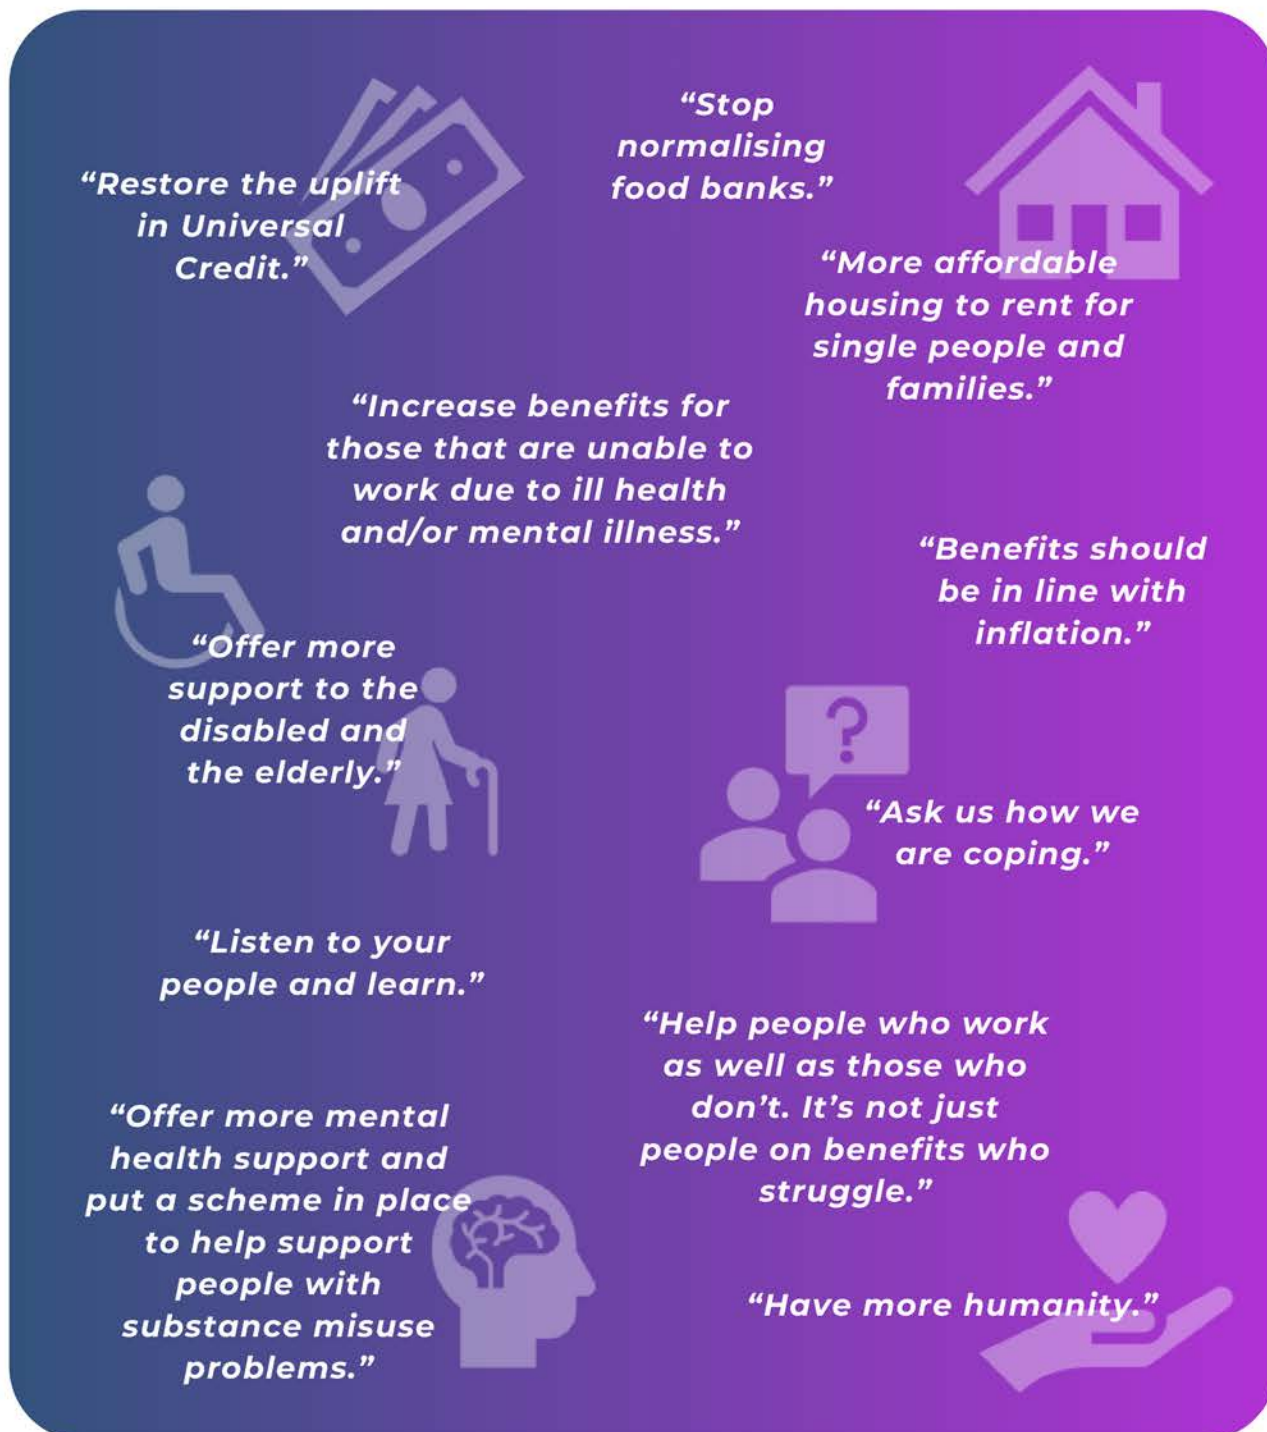 “Restore the uplift
in Universal
Credit.”
“Stop
normalising
food banks.”
“More affordable
housing to rent for
single people and
families.”
“Increase benefits for
those that are unable to
work due to ill health
and/or mental illness.”
“Benefits should
be in line with
inflation.”
“Offer more
support to the
disabled and
the elderly.”
?
“Ask us how we
are coping.”
“Listen to your
people and learn.”
“Help people who work
as well as those who
don’t. It’s not just
people on benefits who
struggle.”
“Offer more mental
health support and
put a scheme in place
to help support
people with
substance misuse
problems.”
“Have more humanity.”